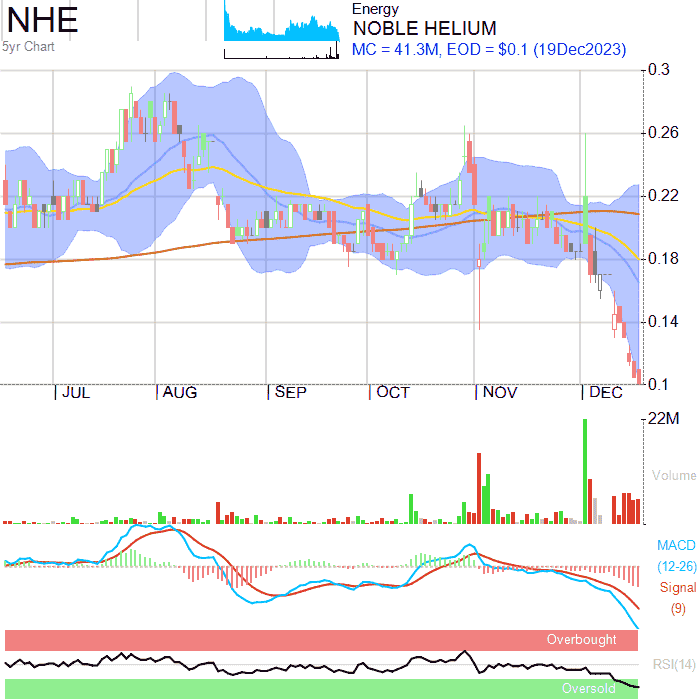 NHE
5yr Chart
Energy
NOBLE HELIUM
MC = 41.3M, EOD = $0.1 (19Dec2023)
0.3
0.26
0.22
0.18
0.14
0.1
JUL AUG SEP OCT NOV DEC
22M
Volume
MACD
(12-26)
Signal
(9)
Overbought
RSI(14)
Oversold